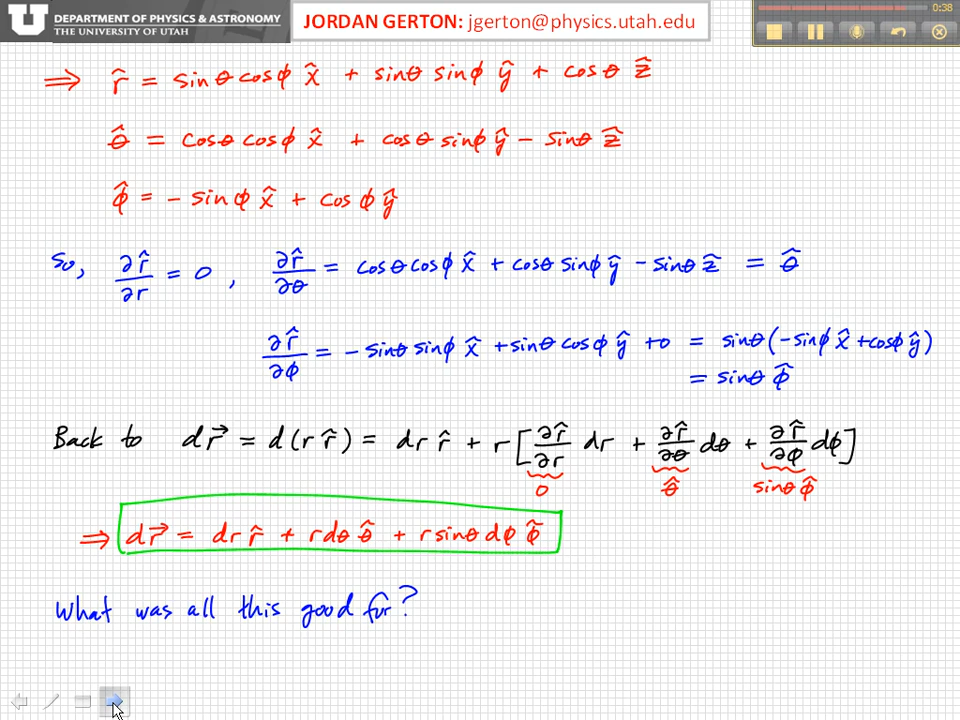 U DEPARTMENT OF PHYSICS & ASTRONOMY
THE UNIVERSITY OF UTAH
JORDAN GERTON: jgerton@physics.utah.edu
0:38
⟹ r̂ = sinθ cosϕ x̂ + sinθ sinϕ ŷ + cosθ ẑ
θ̂ = cosθ cosϕ x̂ + cosθ sinϕ ŷ − sinθ ẑ
ϕ̂ = − sinϕ x̂ + cosϕ ŷ
So, ∂r̂/∂r = 0, ∂r̂/∂θ = cosθ cosϕ x̂ + cosθ sinϕ ŷ − sinθ ẑ = θ̂
∂r̂/∂ϕ = − sinθ sinϕ x̂ + sinθ cosϕ ŷ + 0 = sinθ (− sinϕ x̂ + cosϕ ŷ)
= sinθ ϕ̂
Back to dr⃗ = d(r r̂) = dr r̂ + r [∂r̂/∂r dr + ∂r̂/∂θ dθ + ∂r̂/∂ϕ dϕ]
0 θ̂ sinθ ϕ̂
⟹ dr⃗ = dr r̂ + r dθ θ̂ + r sinθ dϕ ϕ̂
What was all this good for?